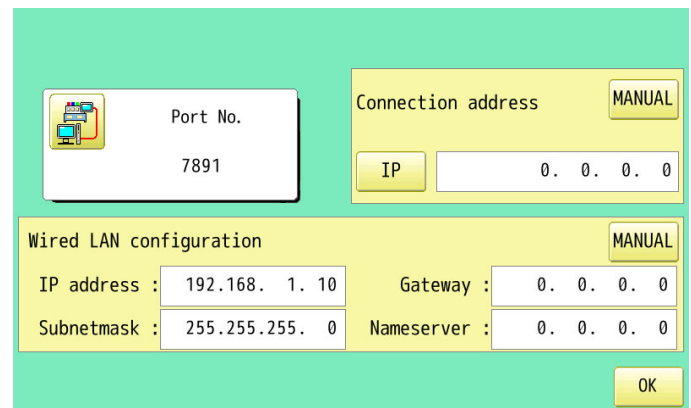 Port No.
7891
Connection address
MANUAL
IP
0. 0. 0. 0
Wired LAN configuration
MANUAL
IP address : 192.168. 1. 10
Gateway : 0. 0. 0. 0
Subnetmask : 255.255.255. 0
Nameserver : 0. 0. 0. 0
OK